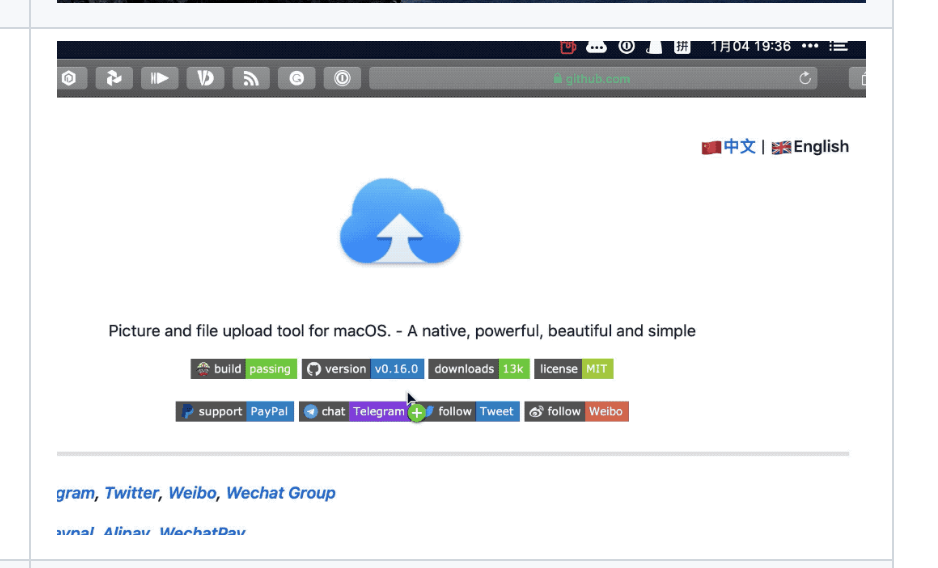 拼 1月04 19:36
github.com
🇨🇳中文 | 🇬🇧English
Picture and file upload tool for macOS. - A native, powerful, beautiful and simple
build passing version v0.16.0 downloads 13k license MIT
support PayPal chat Telegram follow Tweet follow Weibo
gram, Twitter, Weibo, Wechat Group
aypal, Alipay, WechatPay